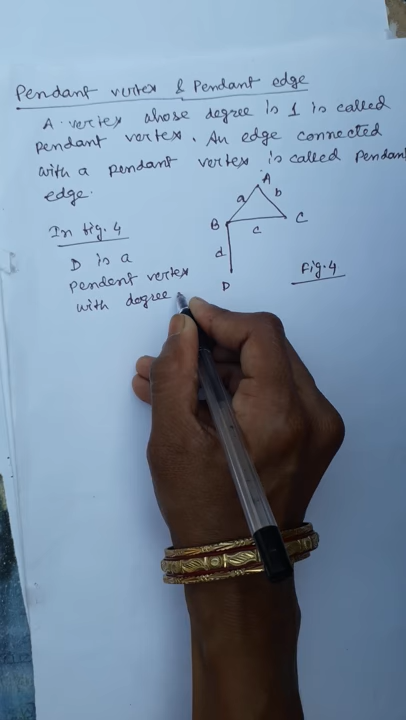 Pendant vertex & Pendant edge
A vertex whose degree is 1 is called
pendant vertex. An edge connected
with a pendant vertex is called Pendant
edge.
In fig. 4
D is a
pendent vertex
with degree
A
a
b
B
C
c
d
D
Fig. 4